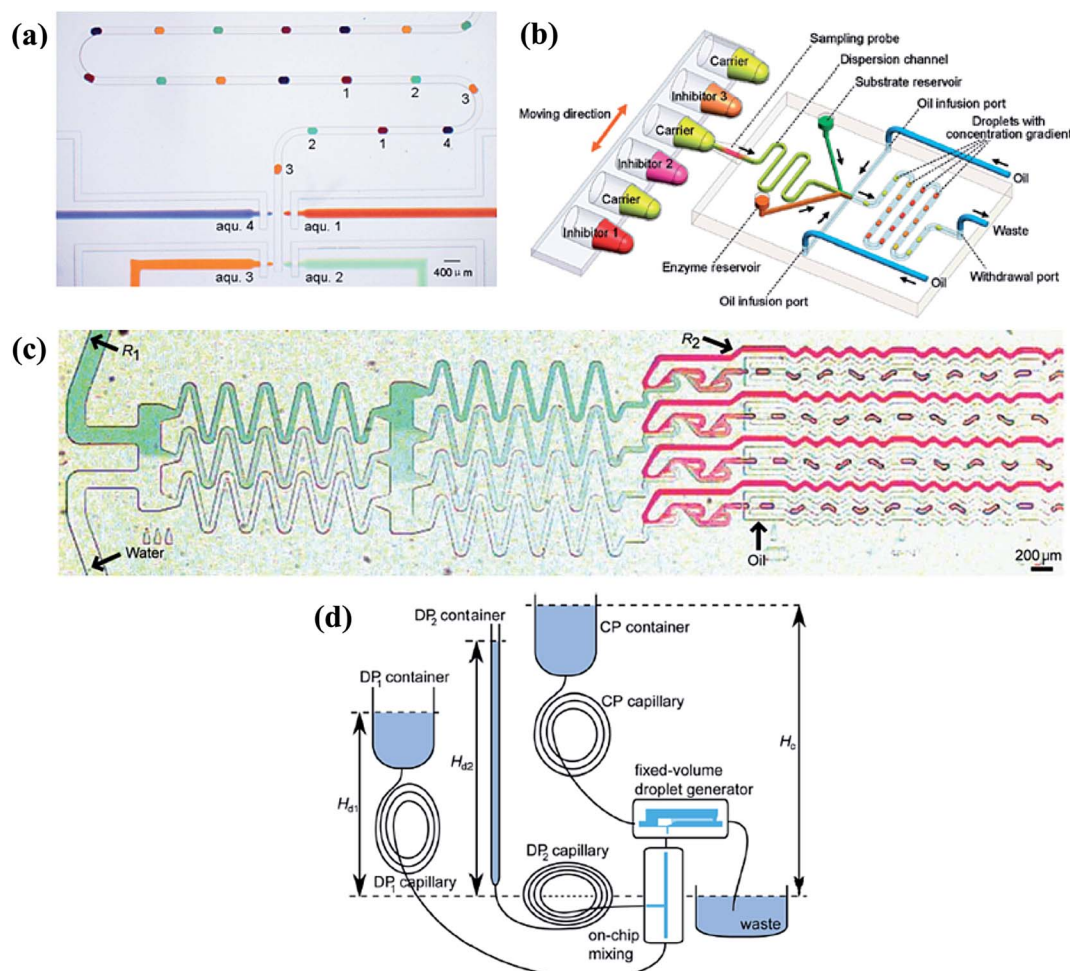 (a)
1
2
3
2
1
4
3
aqu. 4
aqu. 1
aqu. 3
aqu. 2
400 µm
(b)
Sampling probe
Dispersion channel
Substrate reservoir
Oil infusion port
Droplets with
concentration gradient
Carrier
Inhibitor 3
Moving direction
Carrier
Inhibitor 2
Carrier
Inhibitor 1
Oil
Waste
Enzyme reservoir
Oil
Withdrawal port
Oil infusion port
(c)
R1
R2
Water
Oil
200 µm
(d)
DP2 container
CP container
DP1 container
CP capillary
Hc
Hd2
Hd1
fixed-volume
droplet generator
DP2 capillary
DP1 capillary
on-chip
mixing
waste